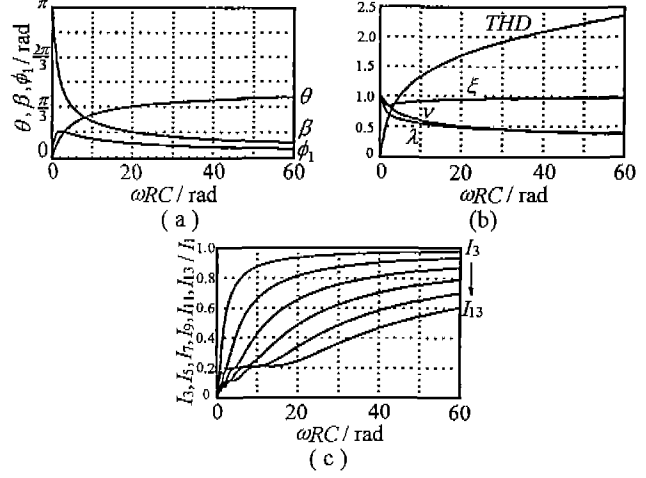 θ, β, ϕ₁ / rad
π
2π/3
π/3
0
θ
β
ϕ₁
0 20 40 60
ωRC / rad
( a )
2.5
2.0
1.5
1.0
0.5
0.0
THD
ξ
ν
λ
0 20 40 60
ωRC / rad
(b)
I₃, I₅, I₇, I₉, I₁₁, I₁₃ / I₁
1.0
0.8
0.6
0.4
0.2
0
I₃
I₁₃
0 20 40 60
ωRC / rad
( c )